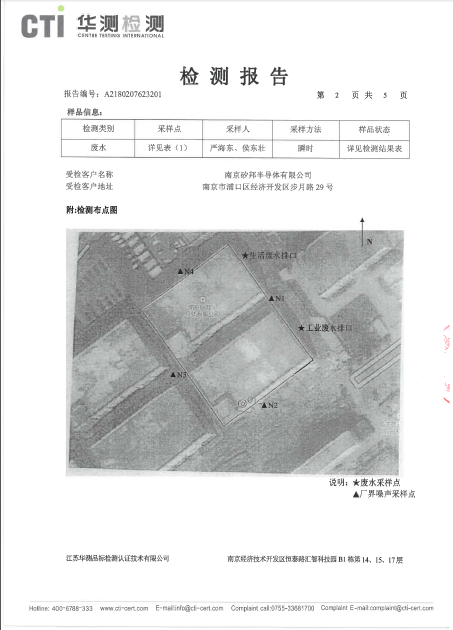 CTI 华测检测
CENTRE TESTING INTERNATIONAL
检测报告
报告编号：A2180207623201 第 2 页 共 5 页
样品信息：
检测类别 采样点 采样人 采样方法 样品状态
废水 详见表（1） 严海东、侯东壮 瞬时 详见检测结果表
受检客户名称 南京矽邦半导体有限公司
受检客户地址 南京市浦口区经济开发区步月路 29 号
附：检测布点图
N
★生活废水排口
▲N4
▲N1
★工业废水排口
▲N3
▲N2
说明：★废水采样点
▲厂界噪声采样点
江苏华测品标检测认证技术有限公司 南京经济技术开发区恒泰路汇智科技园 B1 栋第 14、15、17 层
Hotline: 400-6788-333 www.cti-cert.com E-mail:info@cti-cert.com Complaint call:0755-33681700 Complaint E-mail:complaint@cti-cert.com